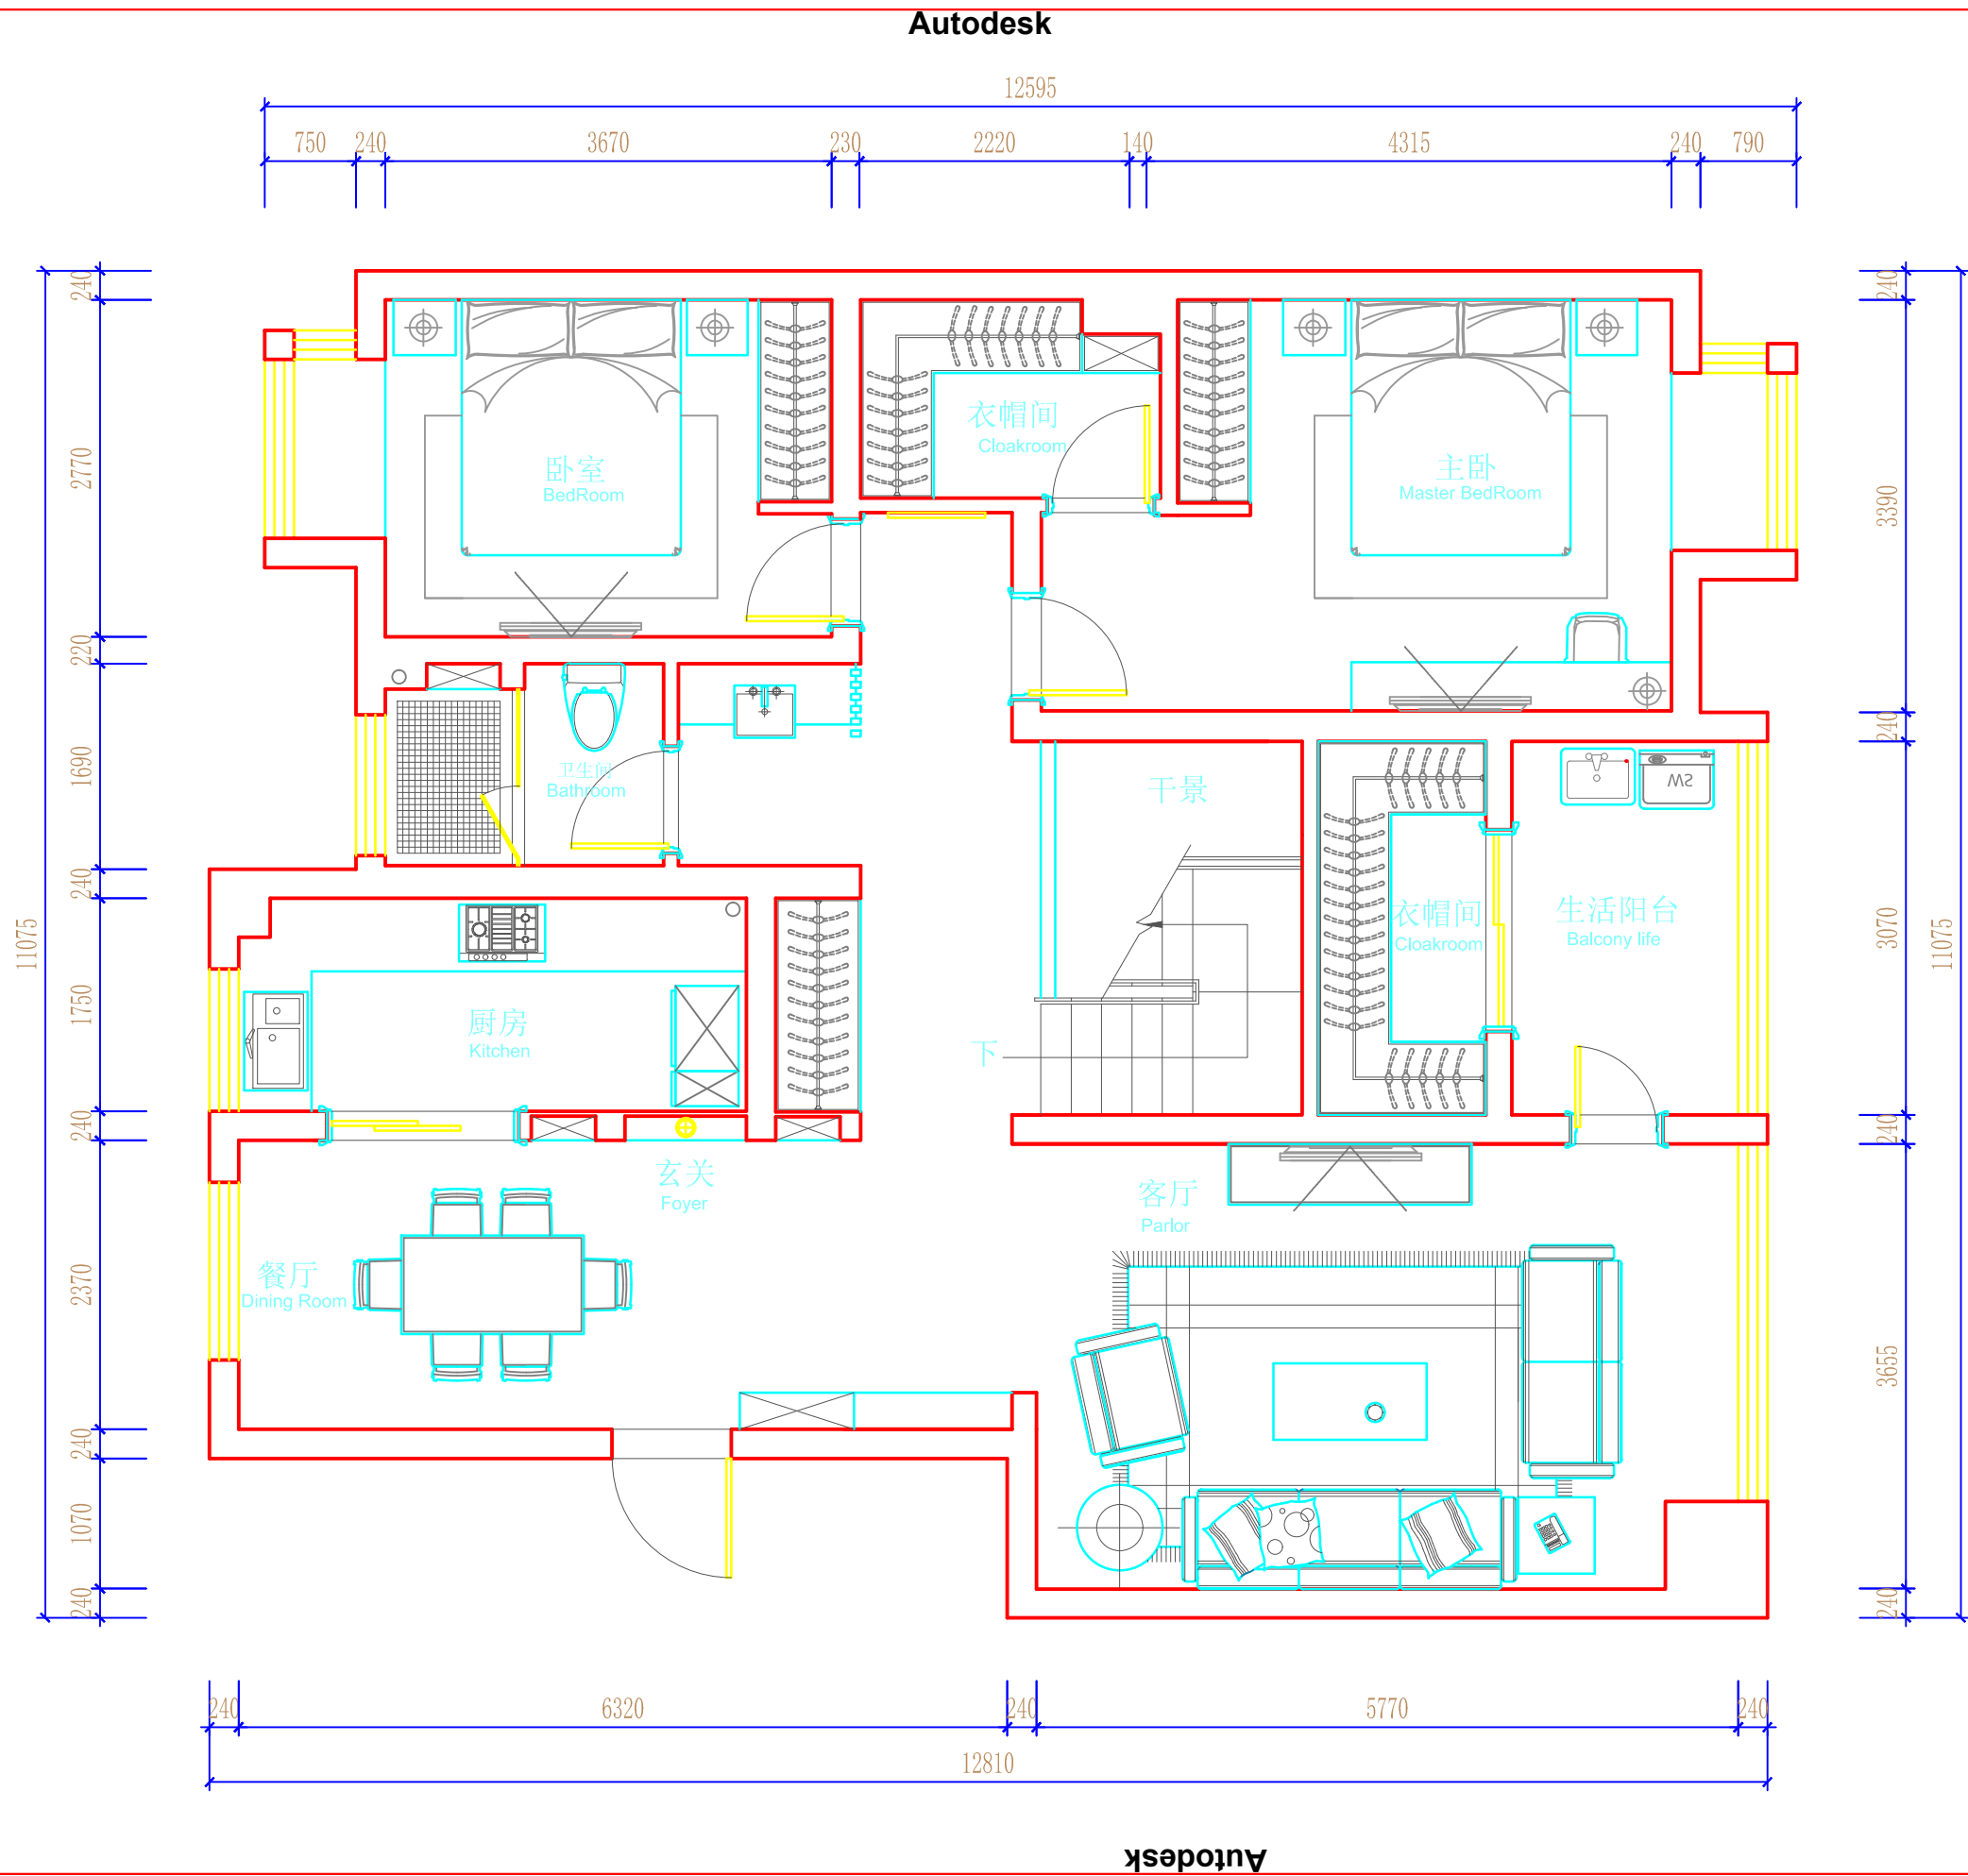 Autodesk
12595
750 240 3670 230 2220 140 4315 240 790
240
2770
220
1690
240
1750
240
2370
240
1070
240
11075
240
3390
240
3070
240
3655
240
11075
衣帽间
Cloakroom
卧室
BedRoom
主卧
Master BedRoom
卫生间
Bathroom
干景
SW
衣帽间
Cloakroom
生活阳台
Balcony life
厨房
Kitchen
下
玄关
Foyer
客厅
Parlor
餐厅
Dining Room
240 6320 240 5770 240
12810
Autodesk